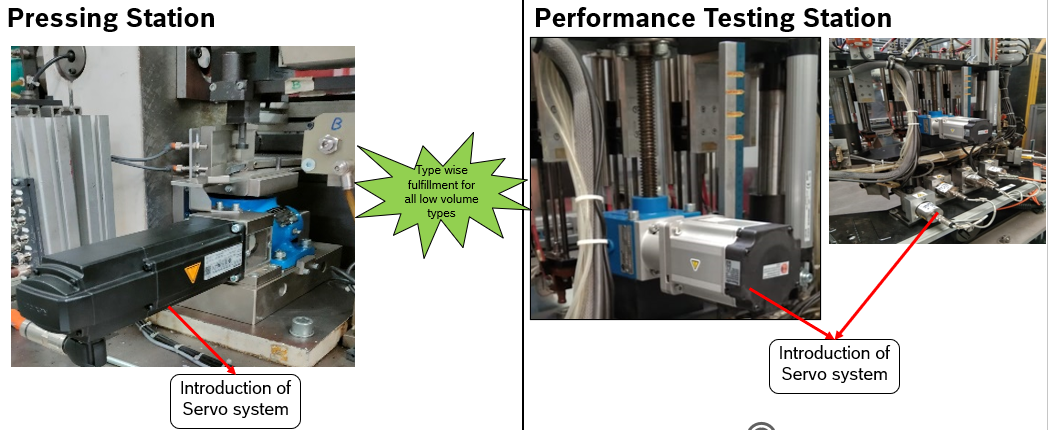 Pressing Station
Performance Testing Station
B
B
Type wise
fulfillment for
all low volume
types
Introduction of
Servo system
Introduction of
Servo system